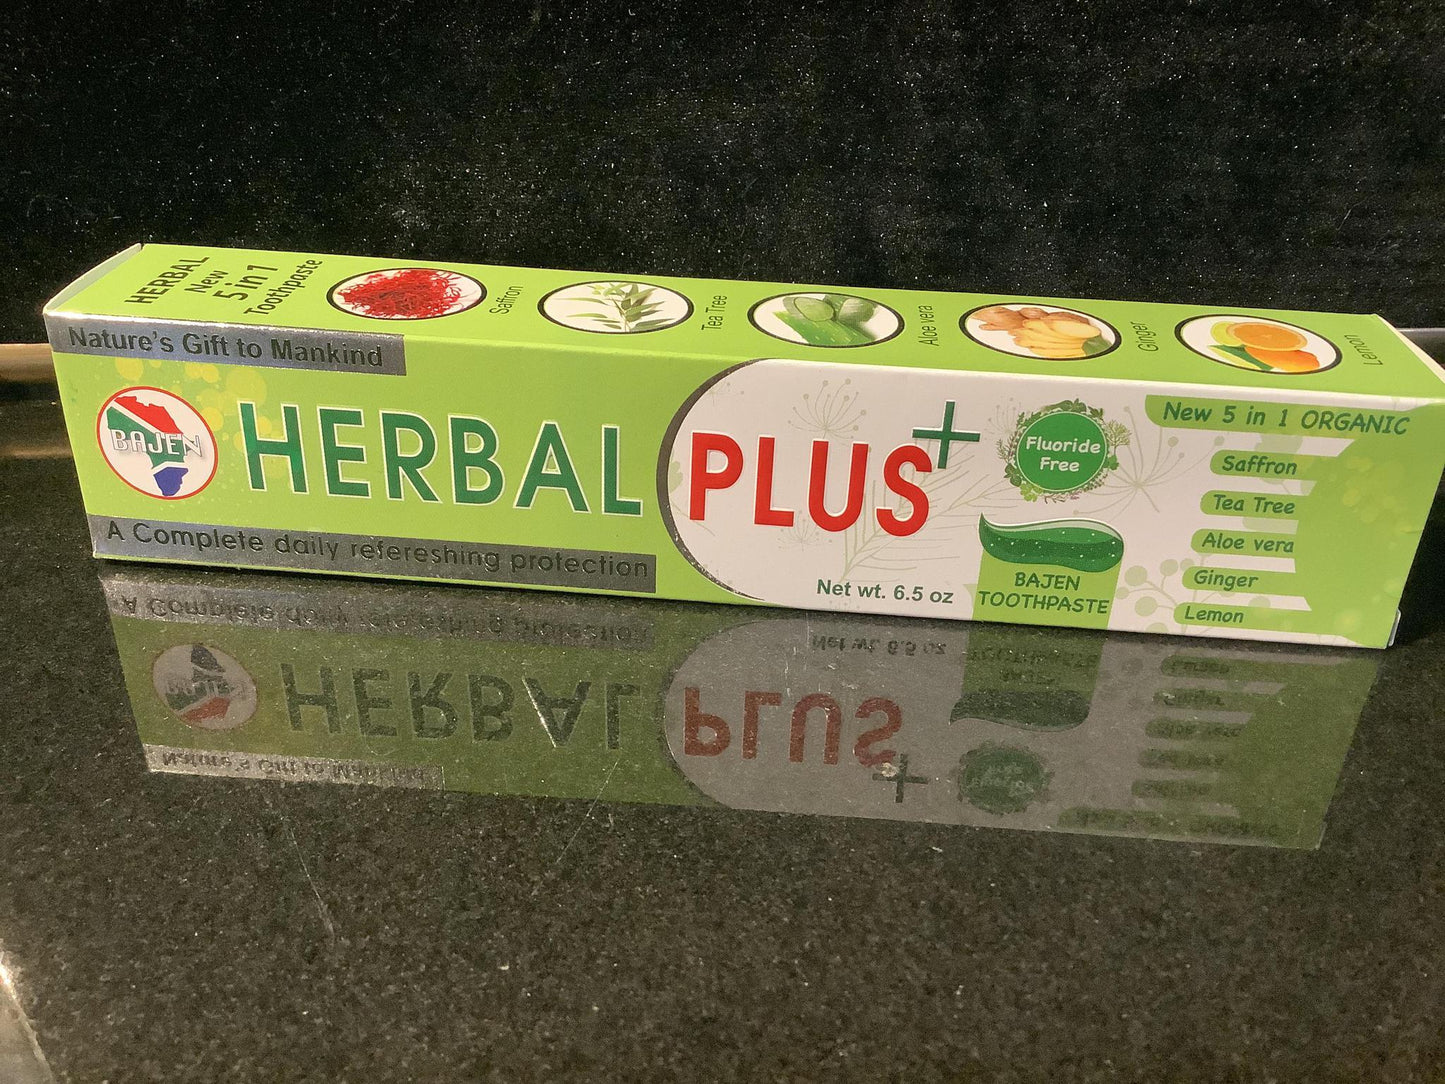 HERBAL
New
5 in 1
Toothpaste
Saffron
Tea Tree
Aloe vera
Ginger
Lemon
Nature's Gift to Mankind
BAJEN
HERBAL PLUS+
A Complete daily refereshing protection
Net wt. 6.5 oz
Fluoride
Free
BAJEN
TOOTHPASTE
New 5 in 1 ORGANIC
Saffron
Tea Tree
Aloe vera
Ginger
Lemon